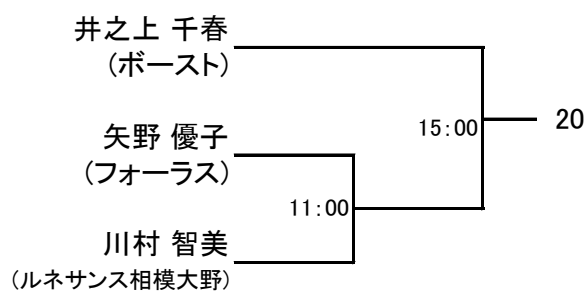 井之上 千春
(ボースト)
15:00
20
矢野 優子
(フォーラス)
11:00
川村 智美
(ルネサンス相模大野)